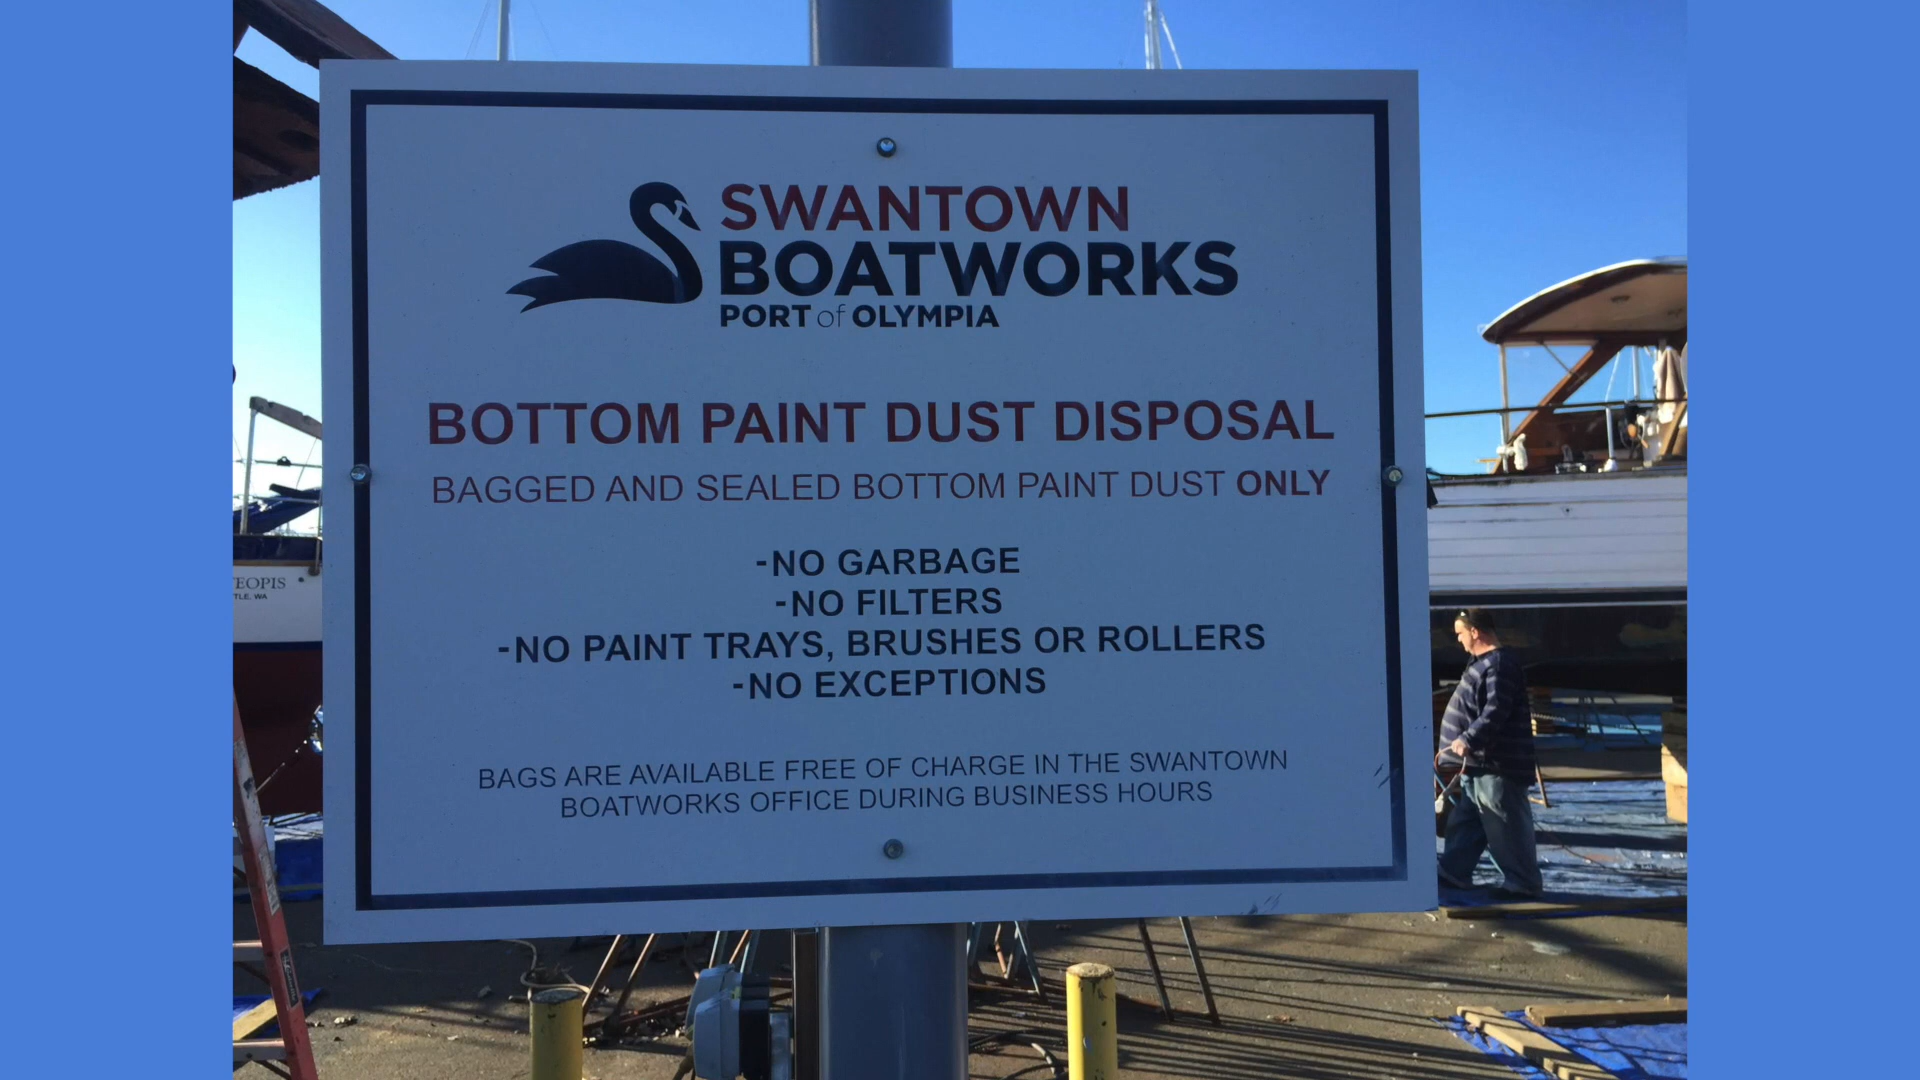 SWANTOWN
BOATWORKS
PORT of OLYMPIA
BOTTOM PAINT DUST DISPOSAL
BAGGED AND SEALED BOTTOM PAINT DUST ONLY
-NO GARBAGE
-NO FILTERS
-NO PAINT TRAYS, BRUSHES OR ROLLERS
-NO EXCEPTIONS
BAGS ARE AVAILABLE FREE OF CHARGE IN THE SWANTOWN
BOATWORKS OFFICE DURING BUSINESS HOURS
EOPIS
TLE, WA